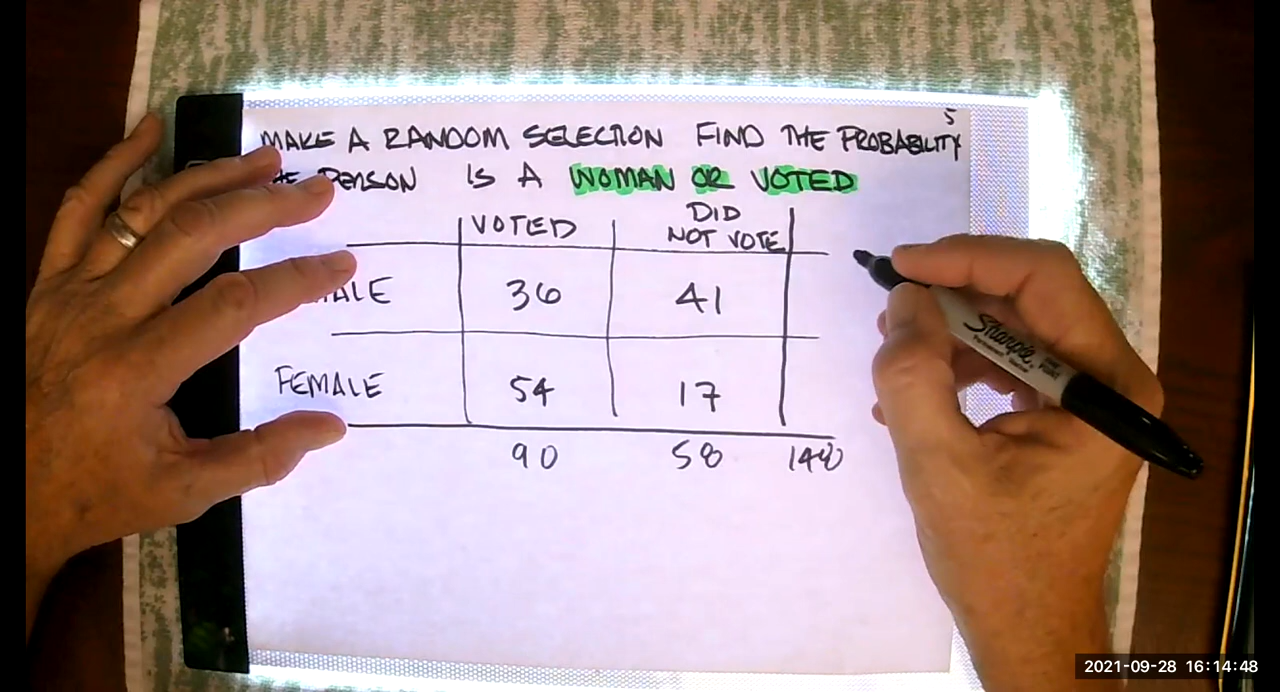 5
MAKE A RANDOM SELECTION FIND THE PROBABILITY
PERSON IS A WOMAN OR VOTED
VOTED DID NOT VOTE
36 41
FEMALE 54 17
90 58 148
Sharpie
2021-09-28 16:14:48